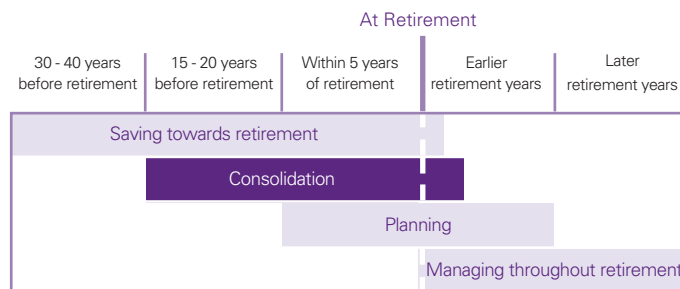 At Retirement
30 - 40 years
before retirement
15 - 20 years
before retirement
Within 5 years
of retirement
Earlier
retirement years
Later
retirement years
Saving towards retirement
Consolidation
Planning
Managing throughout retirement